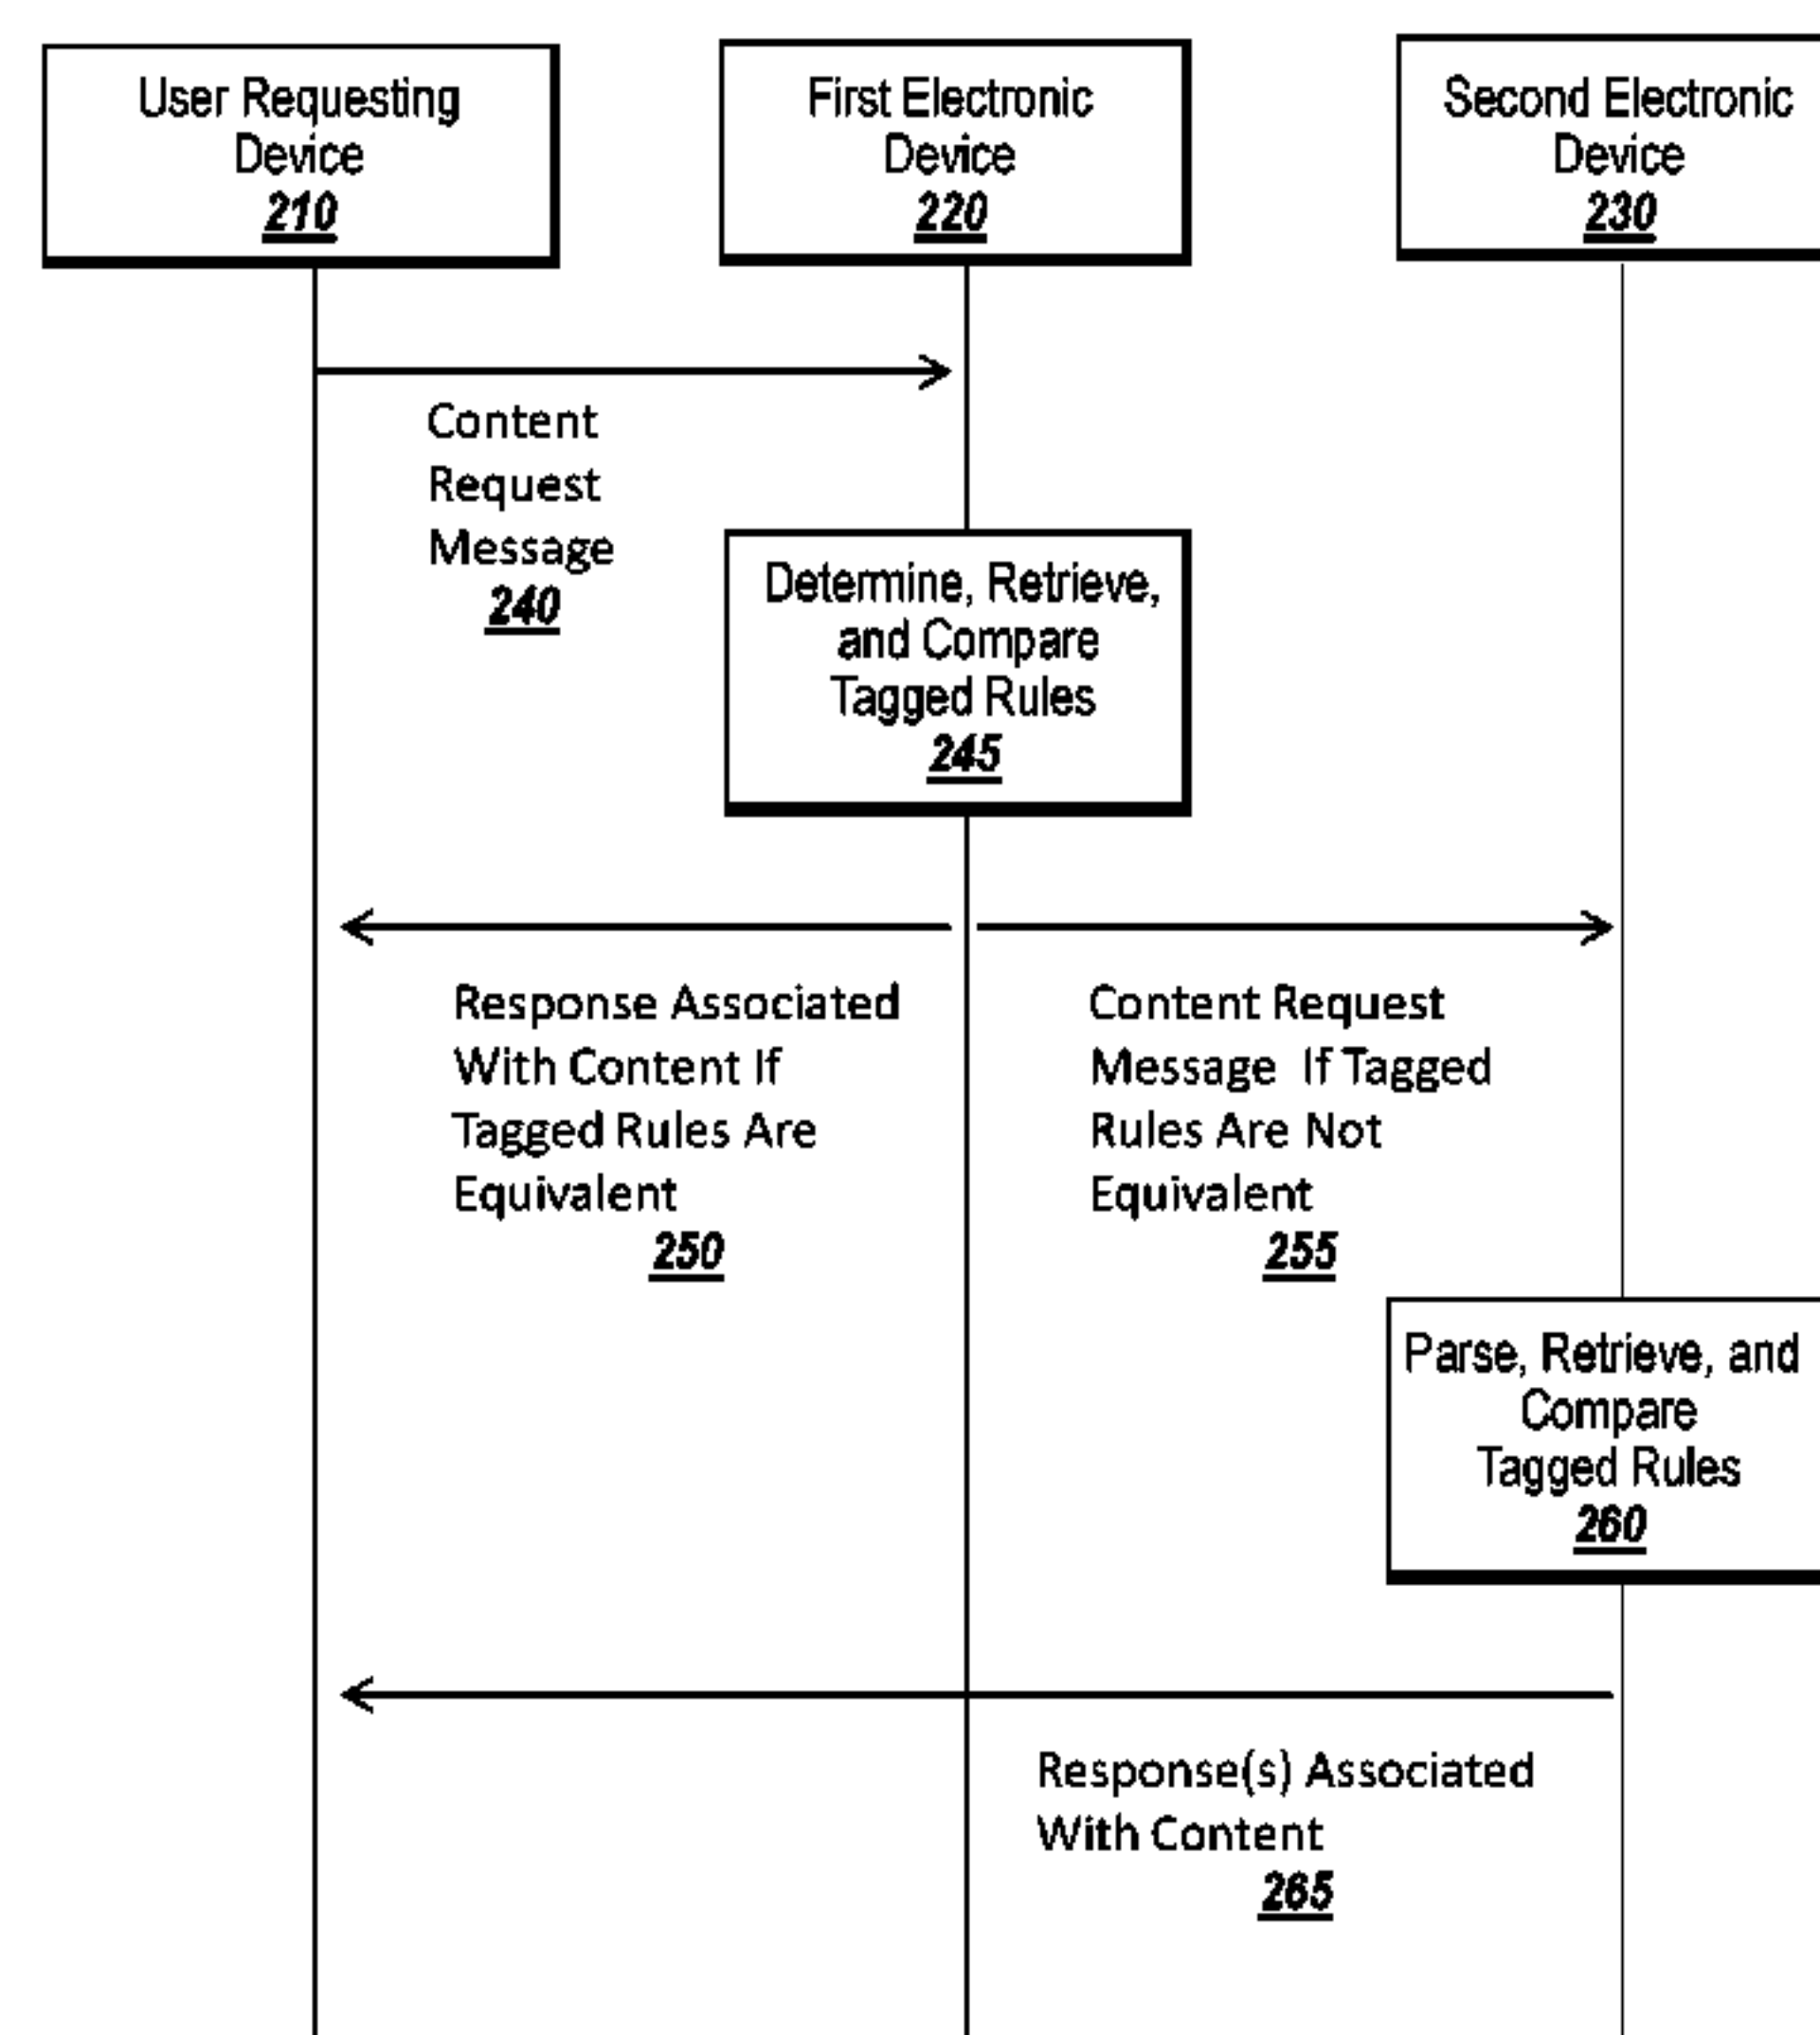 User Requesting
Device
210
First Electronic
Device
220
Second Electronic
Device
230
Content
Request
Message
240
Determine, Retrieve,
and Compare
Tagged Rules
245
Response Associated
With Content If
Tagged Rules Are
Equivalent
250
Content Request
Message If Tagged
Rules Are Not
Equivalent
255
Parse, Retrieve, and
Compare
Tagged Rules
260
Response(s) Associated
With Content
265